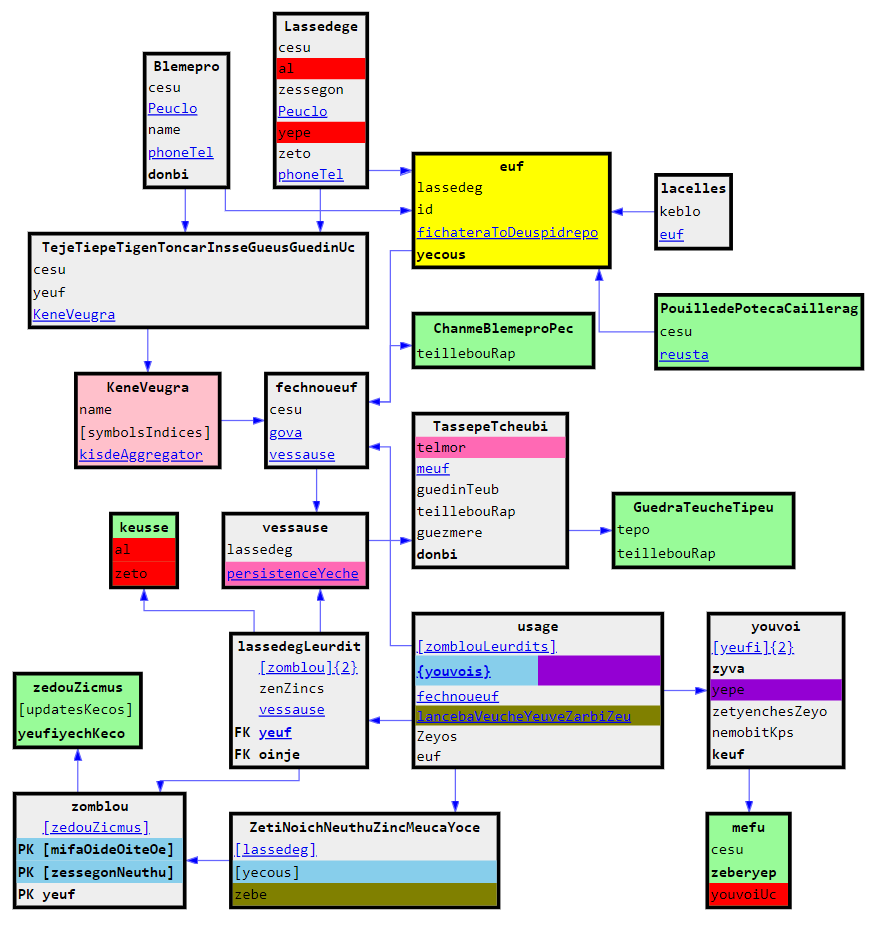 Lassedege
cesu
al
zessegon
Peuclo
yepe
zeto
phoneTel
Blemepro
cesu
Peuclo
name
phoneTel
donbi
euf
lassedeg
id
fichateraToDeuspidrepo
yecous
lacelles
keblo
euf
TejeTiepeTigenToncarInsseGueusGuedinUc
cesu
yeuf
KeneVeugra
PouilledePotecaCaillerag
cesu
reusta
ChanmeBlemeproPec
teillebouRap
KeneVeugra
name
[symbolsIndices]
kisdeAggregator
fechnoueuf
cesu
gova
vessause
TassepeTcheubi
telmor
meuf
guedinTeub
teillebouRap
guezmere
donbi
GuedraTeucheTipeu
tepo
teillebouRap
keusse
al
zeto
vessause
lassedeg
persistenceYeche
lassedegLeurdit
[zomblou]{2}
zenZincs
vessause
FK yeuf
FK oinje
usage
[zomblouLeurdits]
{youvois}
fechnoueuf
lancebaVeucheYeuveZarbiZeu
Zeyos
euf
youvoi
[yeufi]{2}
zyva
yepe
zetyenchesZeyo
nemobitKps
keuf
zedouZicmus
[updatesKecos]
yeufiyechKeco
zomblou
[zedouZicmus]
PK [mifaOideOiteOe]
PK [zessegonNeuthu]
PK yeuf
ZetiNoichNeuthuZincMeucaYoce
[lassedeg]
[yecous]
zebe
mefu
cesu
zeberyep
youvoiUc